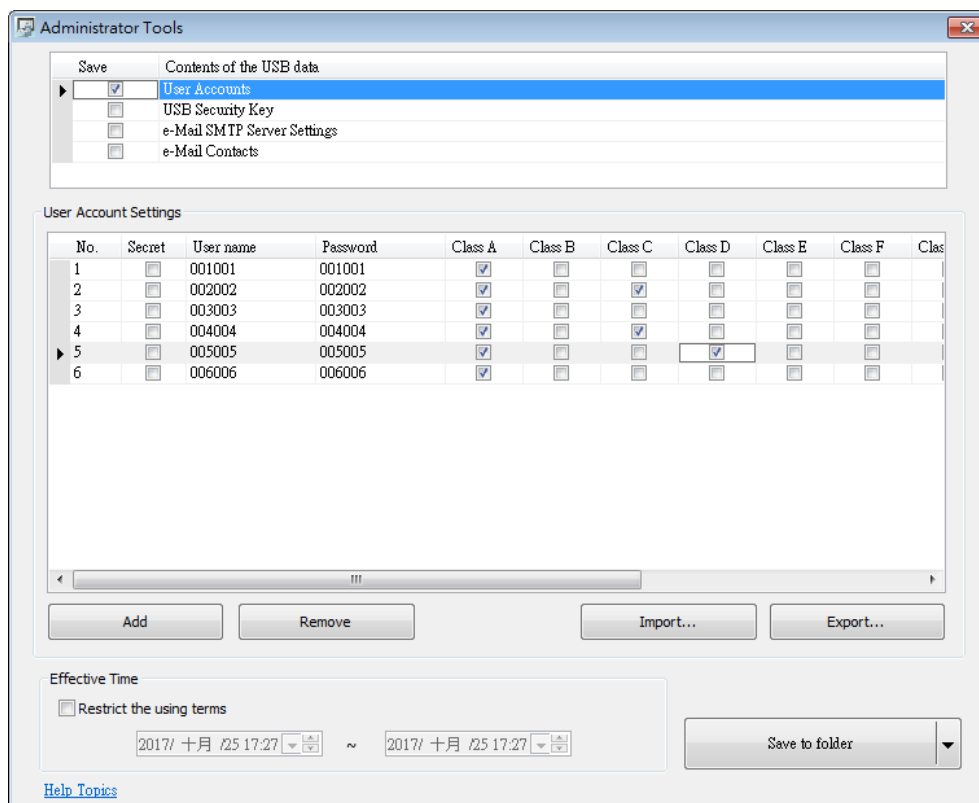 Administrator Tools
Save Contents of the USB data
User Accounts
USB Security Key
e-Mail SMTP Server Settings
e-Mail Contacts
User Account Settings
No. Secret User name Password Class A Class B Class C Class D Class E Class F Clas
1 001001 001001
2 002002 002002
3 003003 003003
4 004004 004004
5 005005 005005
6 006006 006006
Add Remove Import... Export...
Effective Time
Restrict the using terms
2017/ 十月 /25 17:27 ~ 2017/ 十月 /25 17:27
Save to folder
Help Topics